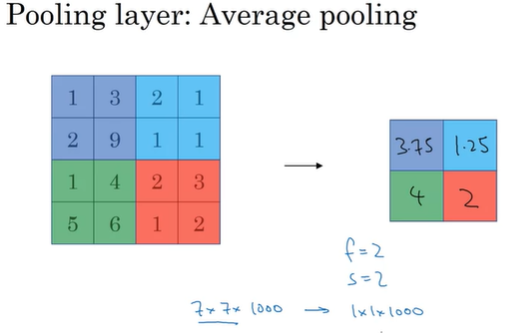 Pooling layer: Average pooling
1 3 2 1
2 9 1 1
1 4 2 3
5 6 1 2
3.75 1.25
4 2
f=2
s=2
7×7×1000 → 1×1×1000